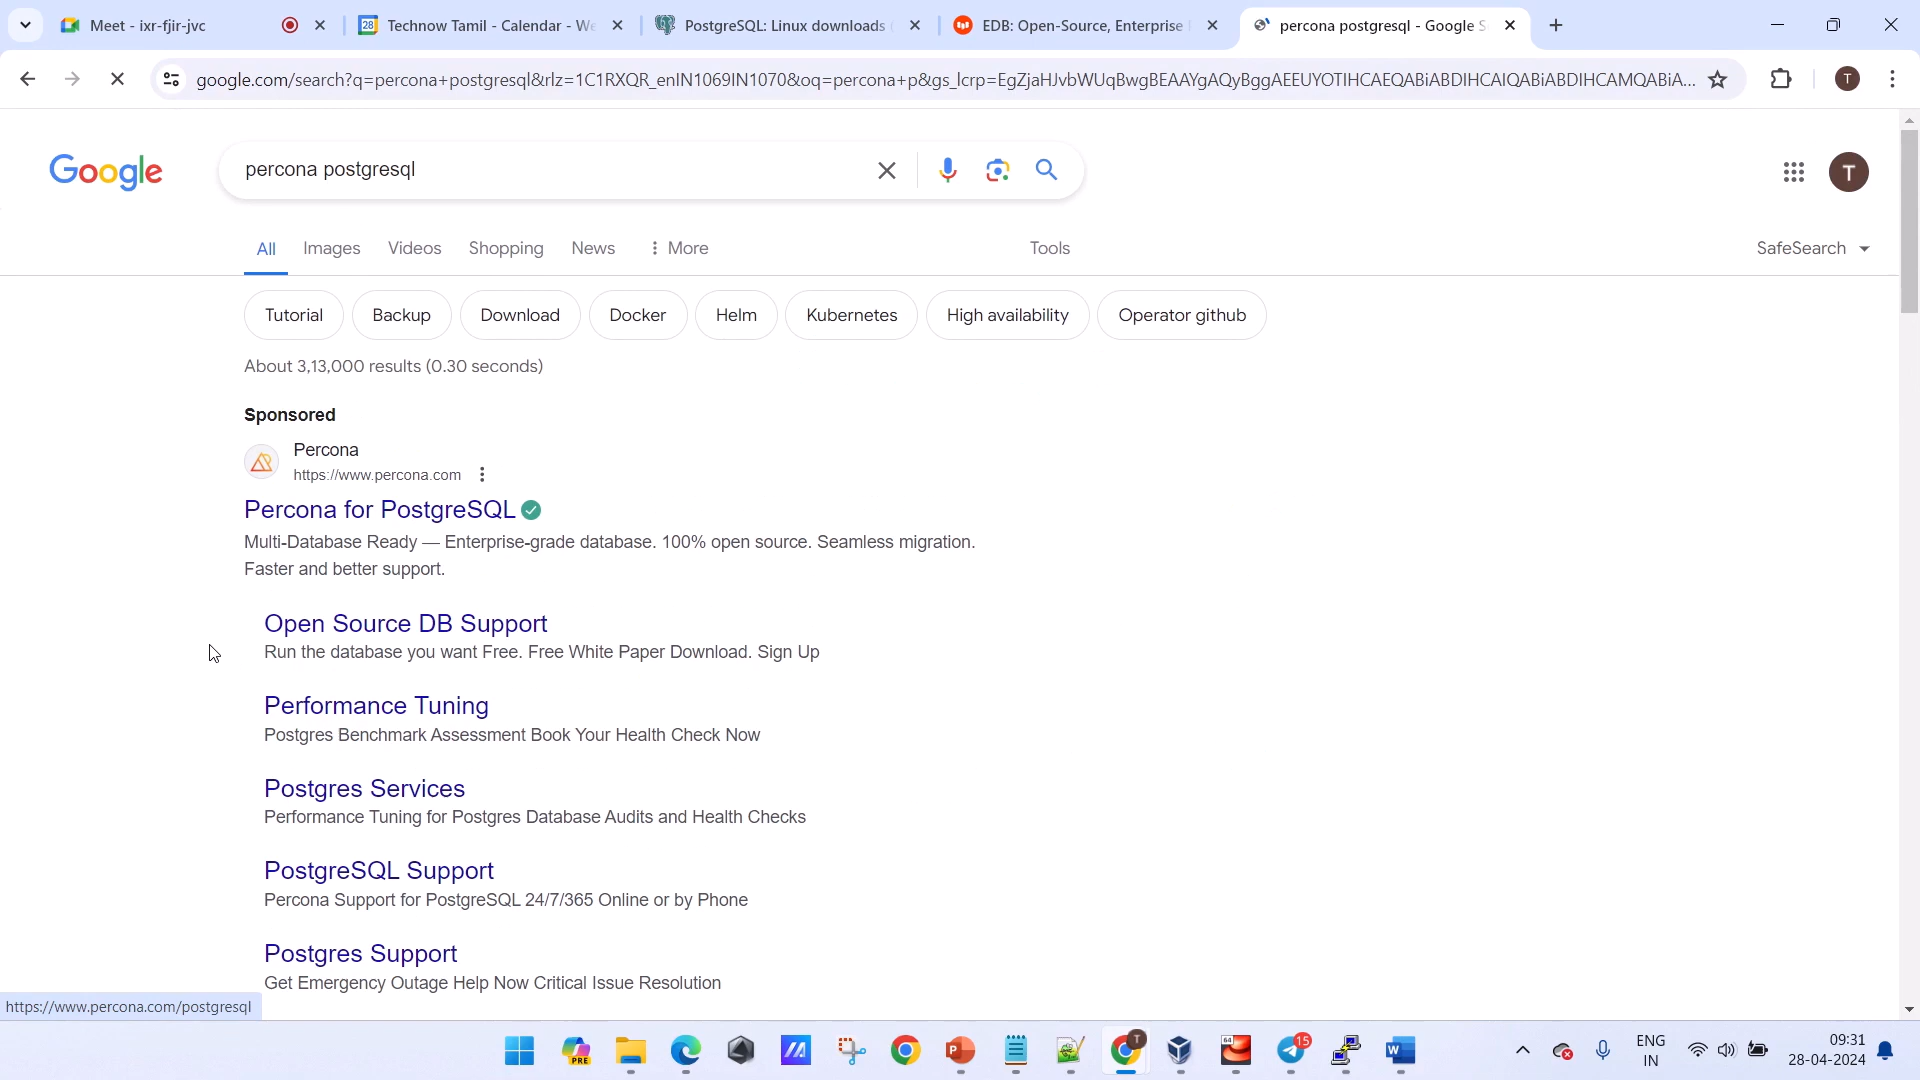 Meet - ixr-fjir-jvc
Technow Tamil - Calendar - We
PostgreSQL: Linux downloads (
EDB: Open-Source, Enterprise
percona postgresql - Google S
google.com/search?q=percona+postgresql&rlz=1C1RXQR_enIN1069IN1070&oq=percona+p&gs_lcrp=EgZjaHJvbWUqBwgBEAAYgAQyBggAEEUYOTIHCAEQABiABDIHCAIQABiABDIHCAMQABiA...
T
Google
percona postgresql
T
All
Images
Videos
Shopping
News
More
Tools
SafeSearch
Tutorial
Backup
Download
Docker
Helm
Kubernetes
High availability
Operator github
About 3,13,000 results (0.30 seconds)
Sponsored
Percona
https://www.percona.com
Percona for PostgreSQL
Multi-Database Ready — Enterprise-grade database. 100% open source. Seamless migration.
Faster and better support.
Open Source DB Support
Run the database you want Free. Free White Paper Download. Sign Up
Performance Tuning
Postgres Benchmark Assessment Book Your Health Check Now
Postgres Services
Performance Tuning for Postgres Database Audits and Health Checks
PostgreSQL Support
Percona Support for PostgreSQL 24/7/365 Online or by Phone
Postgres Support
Get Emergency Outage Help Now Critical Issue Resolution
https://www.percona.com/postgresql
PRE
T
64
15
ENG
IN
09:31
28-04-2024